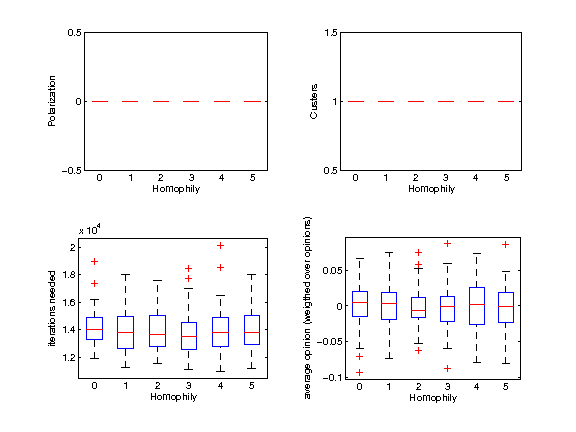 0.5
0
−0.5
Polarization
0 1 2 3 4 5
Homophily
1.5
1
0.5
Custers
0 1 2 3 4 5
Homophily
x 10^4
2
1.8
1.6
1.4
1.2
iterations needed
0 1 2 3 4 5
Homophily
0.05
0
−0.05
−0.1
average opinion (weigthed over opinions)
0 1 2 3 4 5
Homophily